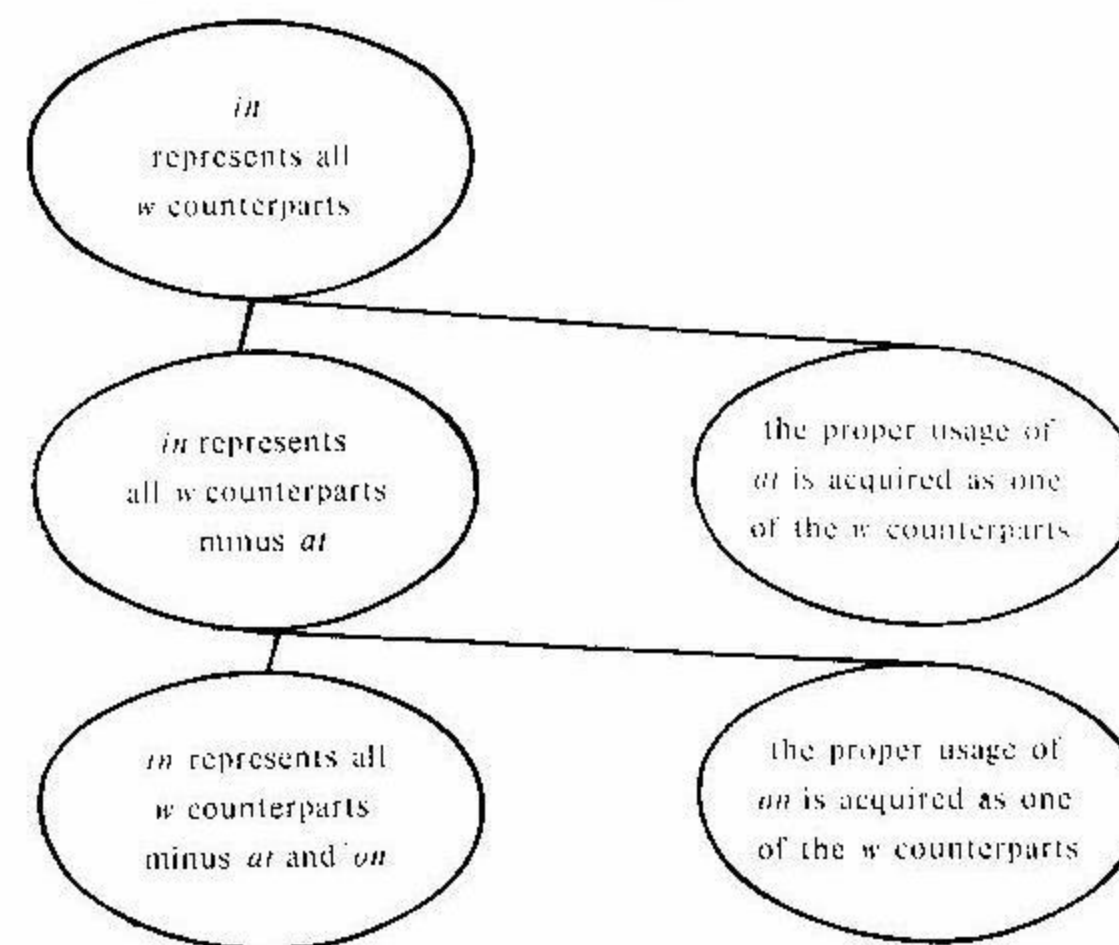 in
represents all
w counterparts
in represents
all w counterparts
minus at
the proper usage of
at is acquired as one
of the w counterparts
in represents all
w counterparts
minus at and on
the proper usage of
on is acquired as one
of the w counterparts